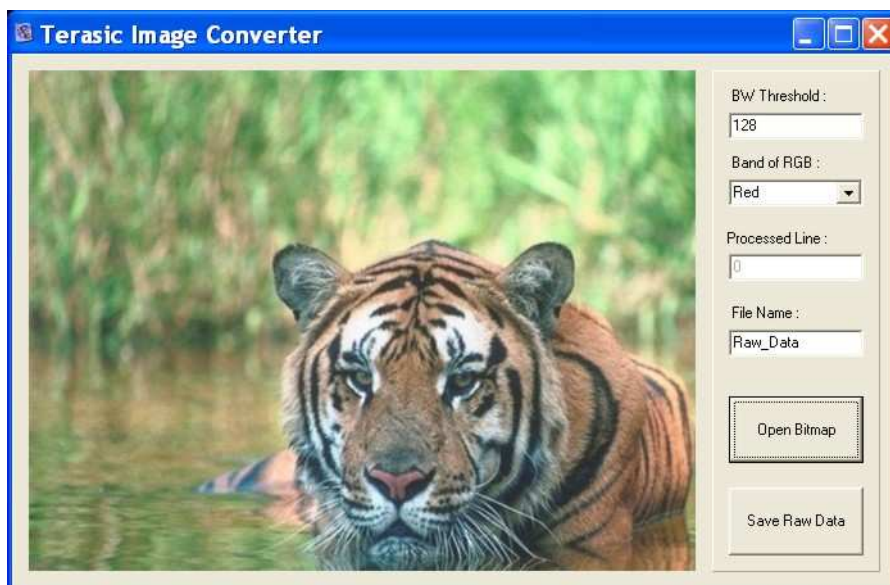 Terasic Image Converter
BW Threshold :
128
Band of RGB :
Red
Processed Line :
0
File Name :
Raw_Data
Open Bitmap
Save Raw Data